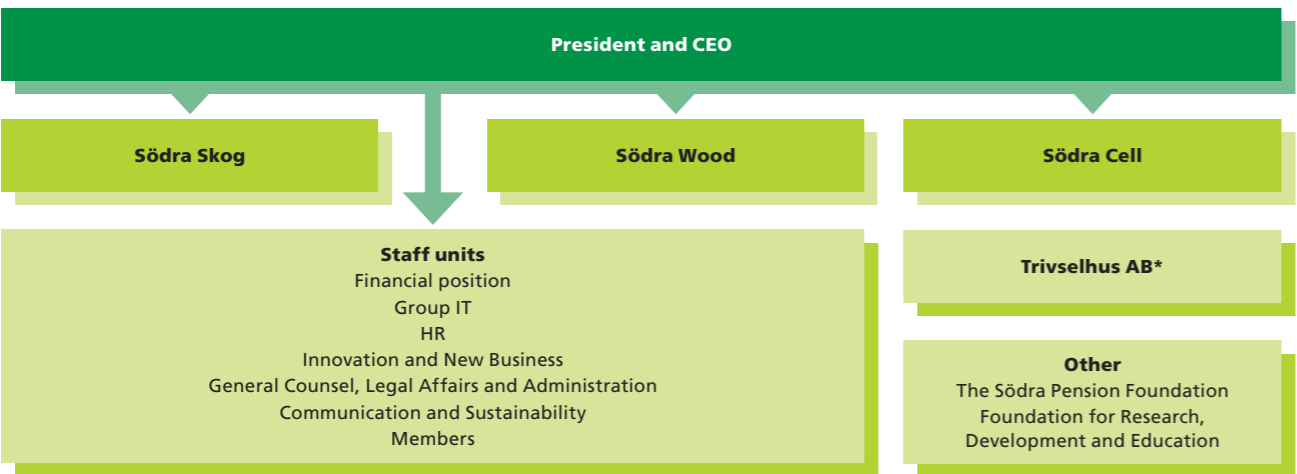 President and CEO
Södra Skog
Södra Wood
Södra Cell
Staff units
Financial position
Group IT
HR
Innovation and New Business
General Counsel, Legal Affairs and Administration
Communication and Sustainability
Members
Trivselhus AB*
Other
The Södra Pension Foundation
Foundation for Research,
Development and Education